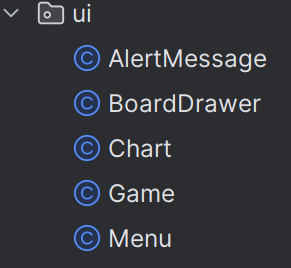 ui
C AlertMessage
C BoardDrawer
C Chart
C Game
C Menu